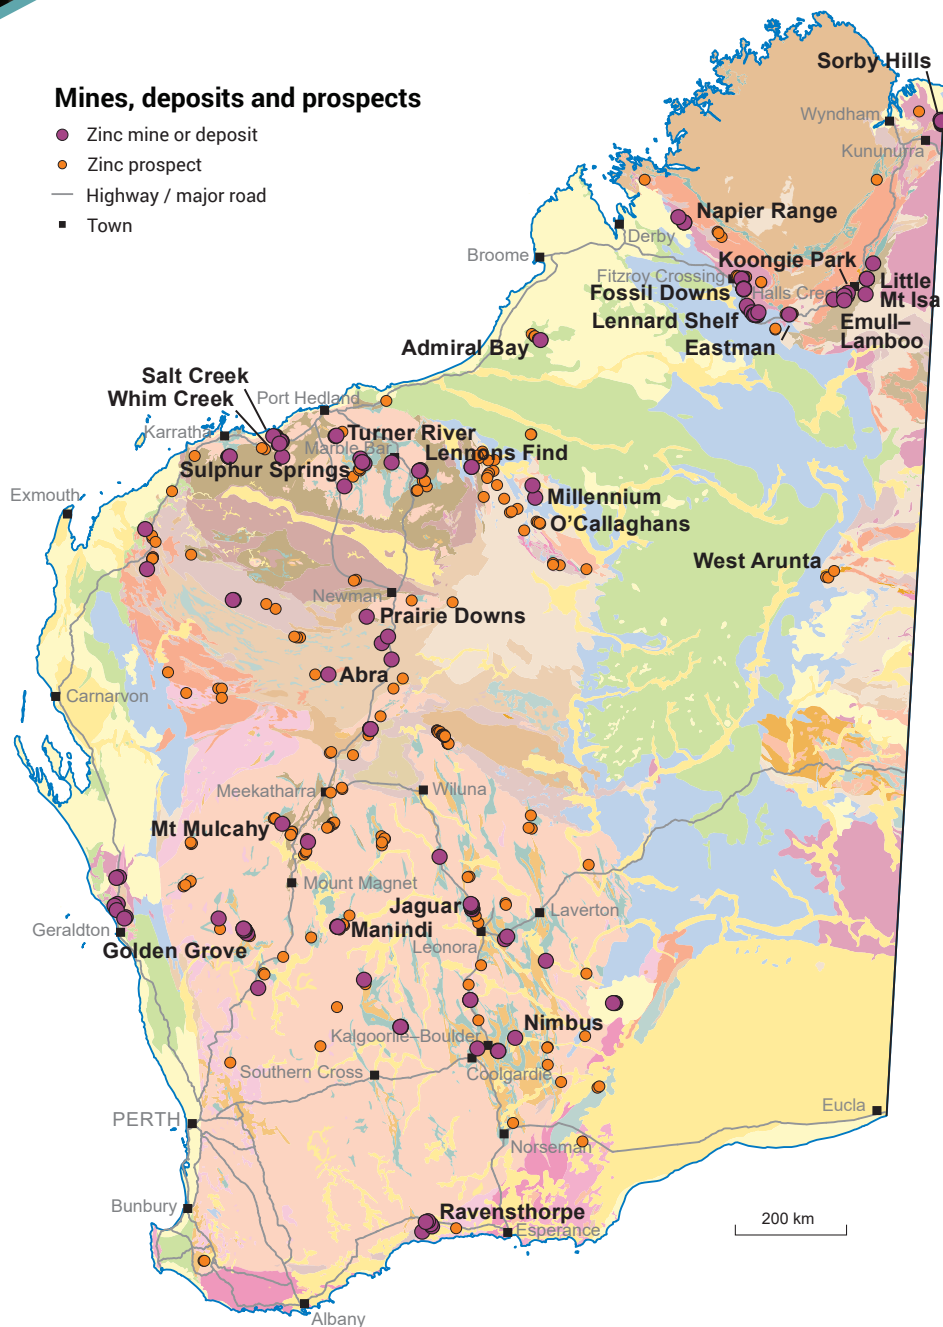 Mines, deposits and prospects
Zinc mine or deposit
Zinc prospect
Highway / major road
Town
Sorby Hills
Wyndham
Kununurra
Napier Range
Derby
Broome
Koongie Park
Fitzroy Crossing
Halls Creek
Little
Mt Isa
Fossil Downs
Lennard Shelf
Emull–
Lamboo
Eastman
Admiral Bay
Salt Creek
Whim Creek
Port Hedland
Karratha
Turner River
Marble Bar
Lennons Find
Sulphur Springs
Exmouth
Millennium
O'Callaghans
West Arunta
Newman
Prairie Downs
Abra
Carnarvon
Meekatharra
Wiluna
Mt Mulcahy
Mount Magnet
Jaguar
Laverton
Geraldton
Manindi
Leonora
Golden Grove
Nimbus
Kalgoorlie–Boulder
Southern Cross
Coolgardie
Eucla
PERTH
Norseman
Bunbury
Ravensthorpe
Esperance
200 km
Albany